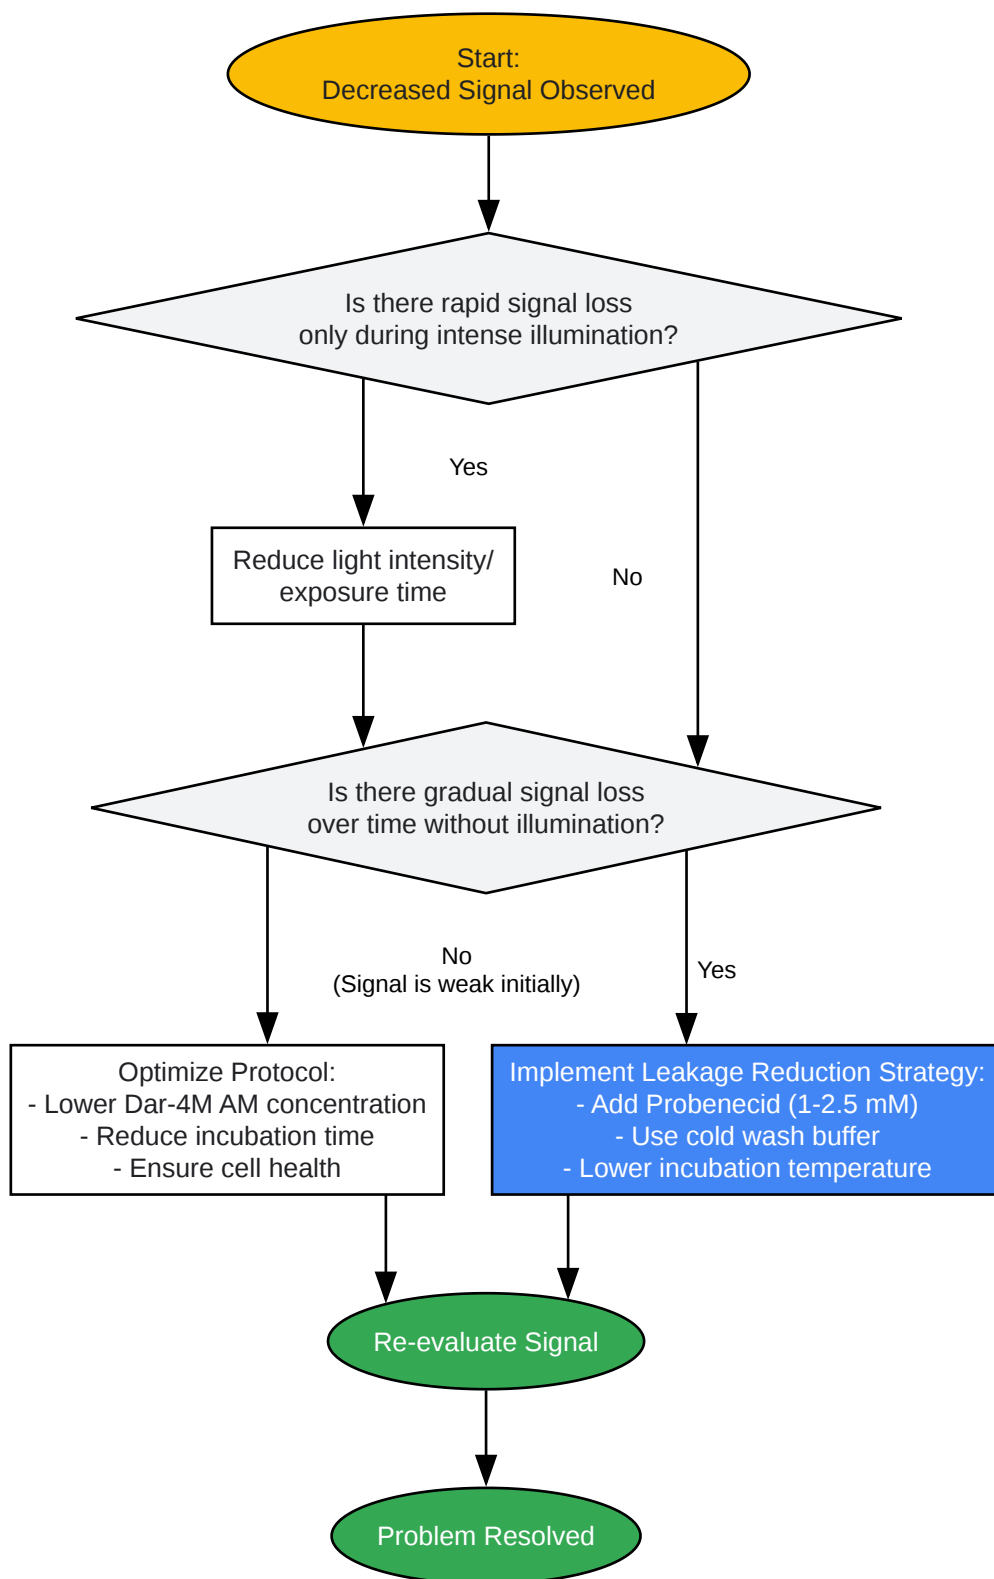 Start:
Decreased Signal Observed
Is there rapid signal loss
only during intense illumination?
Yes
Reduce light intensity/
exposure time
No
Is there gradual signal loss
over time without illumination?
No
(Signal is weak initially)
Yes
Optimize Protocol:
- Lower Dar-4M AM concentration
- Reduce incubation time
- Ensure cell health
Implement Leakage Reduction Strategy:
- Add Probenecid (1-2.5 mM)
- Use cold wash buffer
- Lower incubation temperature
Re-evaluate Signal
Problem Resolved